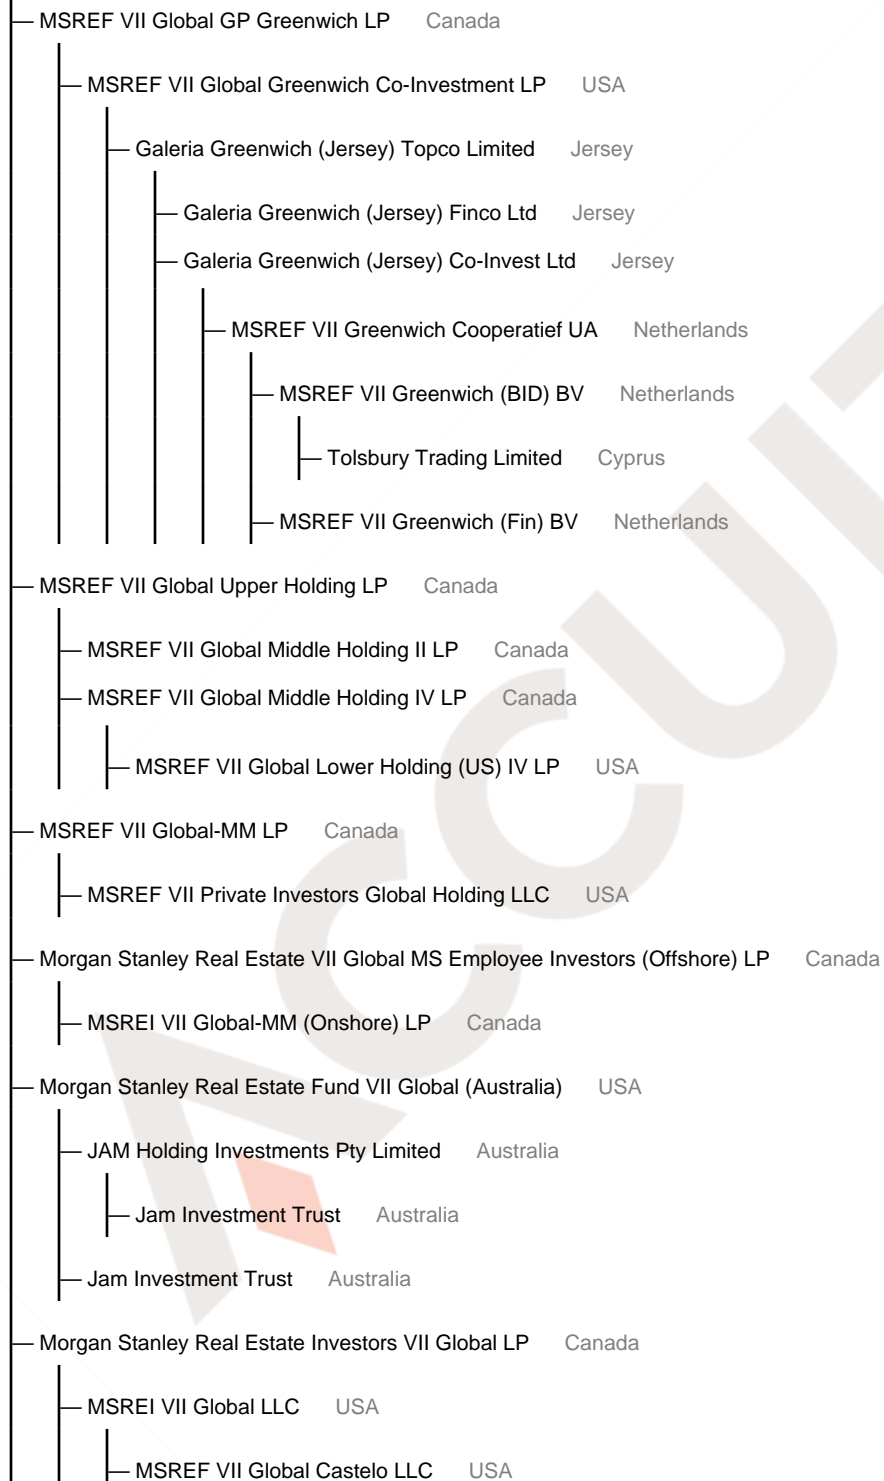 MSREF VII Global GP Greenwich LP Canada
MSREF VII Global Greenwich Co-Investment LP USA
Galeria Greenwich (Jersey) Topco Limited Jersey
Galeria Greenwich (Jersey) Finco Ltd Jersey
Galeria Greenwich (Jersey) Co-Invest Ltd Jersey
MSREF VII Greenwich Cooperatief UA Netherlands
MSREF VII Greenwich (BID) BV Netherlands
Tolsbury Trading Limited Cyprus
MSREF VII Greenwich (Fin) BV Netherlands
MSREF VII Global Upper Holding LP Canada
MSREF VII Global Middle Holding II LP Canada
MSREF VII Global Middle Holding IV LP Canada
MSREF VII Global Lower Holding (US) IV LP USA
MSREF VII Global-MM LP Canada
MSREF VII Private Investors Global Holding LLC USA
Morgan Stanley Real Estate VII Global MS Employee Investors (Offshore) LP Canada
MSREI VII Global-MM (Onshore) LP Canada
Morgan Stanley Real Estate Fund VII Global (Australia) USA
JAM Holding Investments Pty Limited Australia
Jam Investment Trust Australia
Jam Investment Trust Australia
Morgan Stanley Real Estate Investors VII Global LP Canada
MSREI VII Global LLC USA
MSREF VII Global Castelo LLC USA